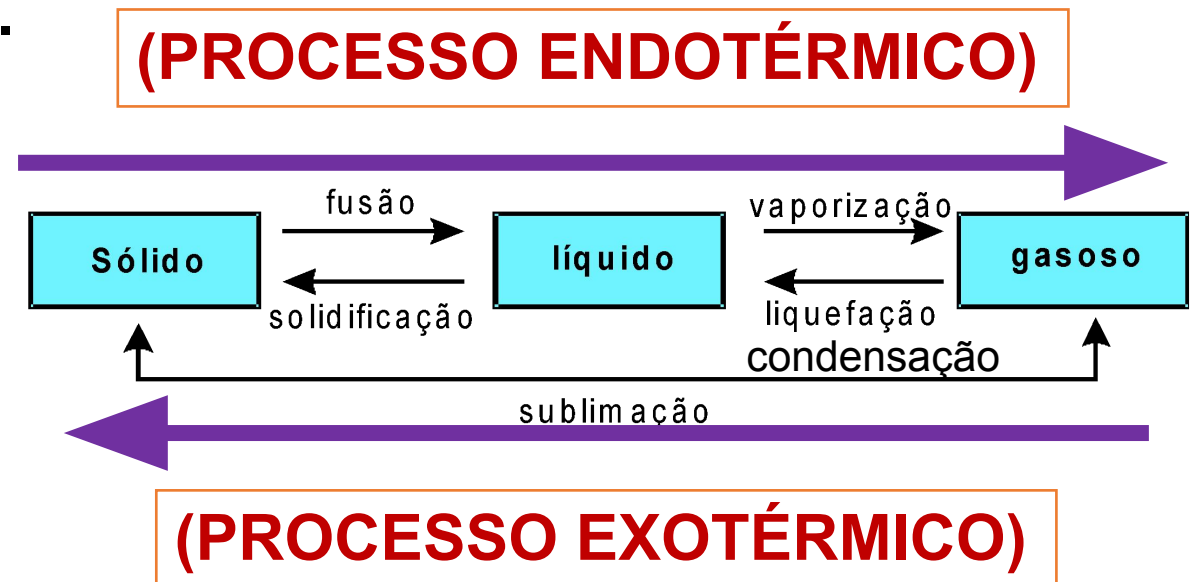 (PROCESSO ENDOTÉRMICO)
fusão
vaporização
Sólido
líquido
gasoso
solidificação
liquefação
condensação
sublimação
(PROCESSO EXOTÉRMICO)